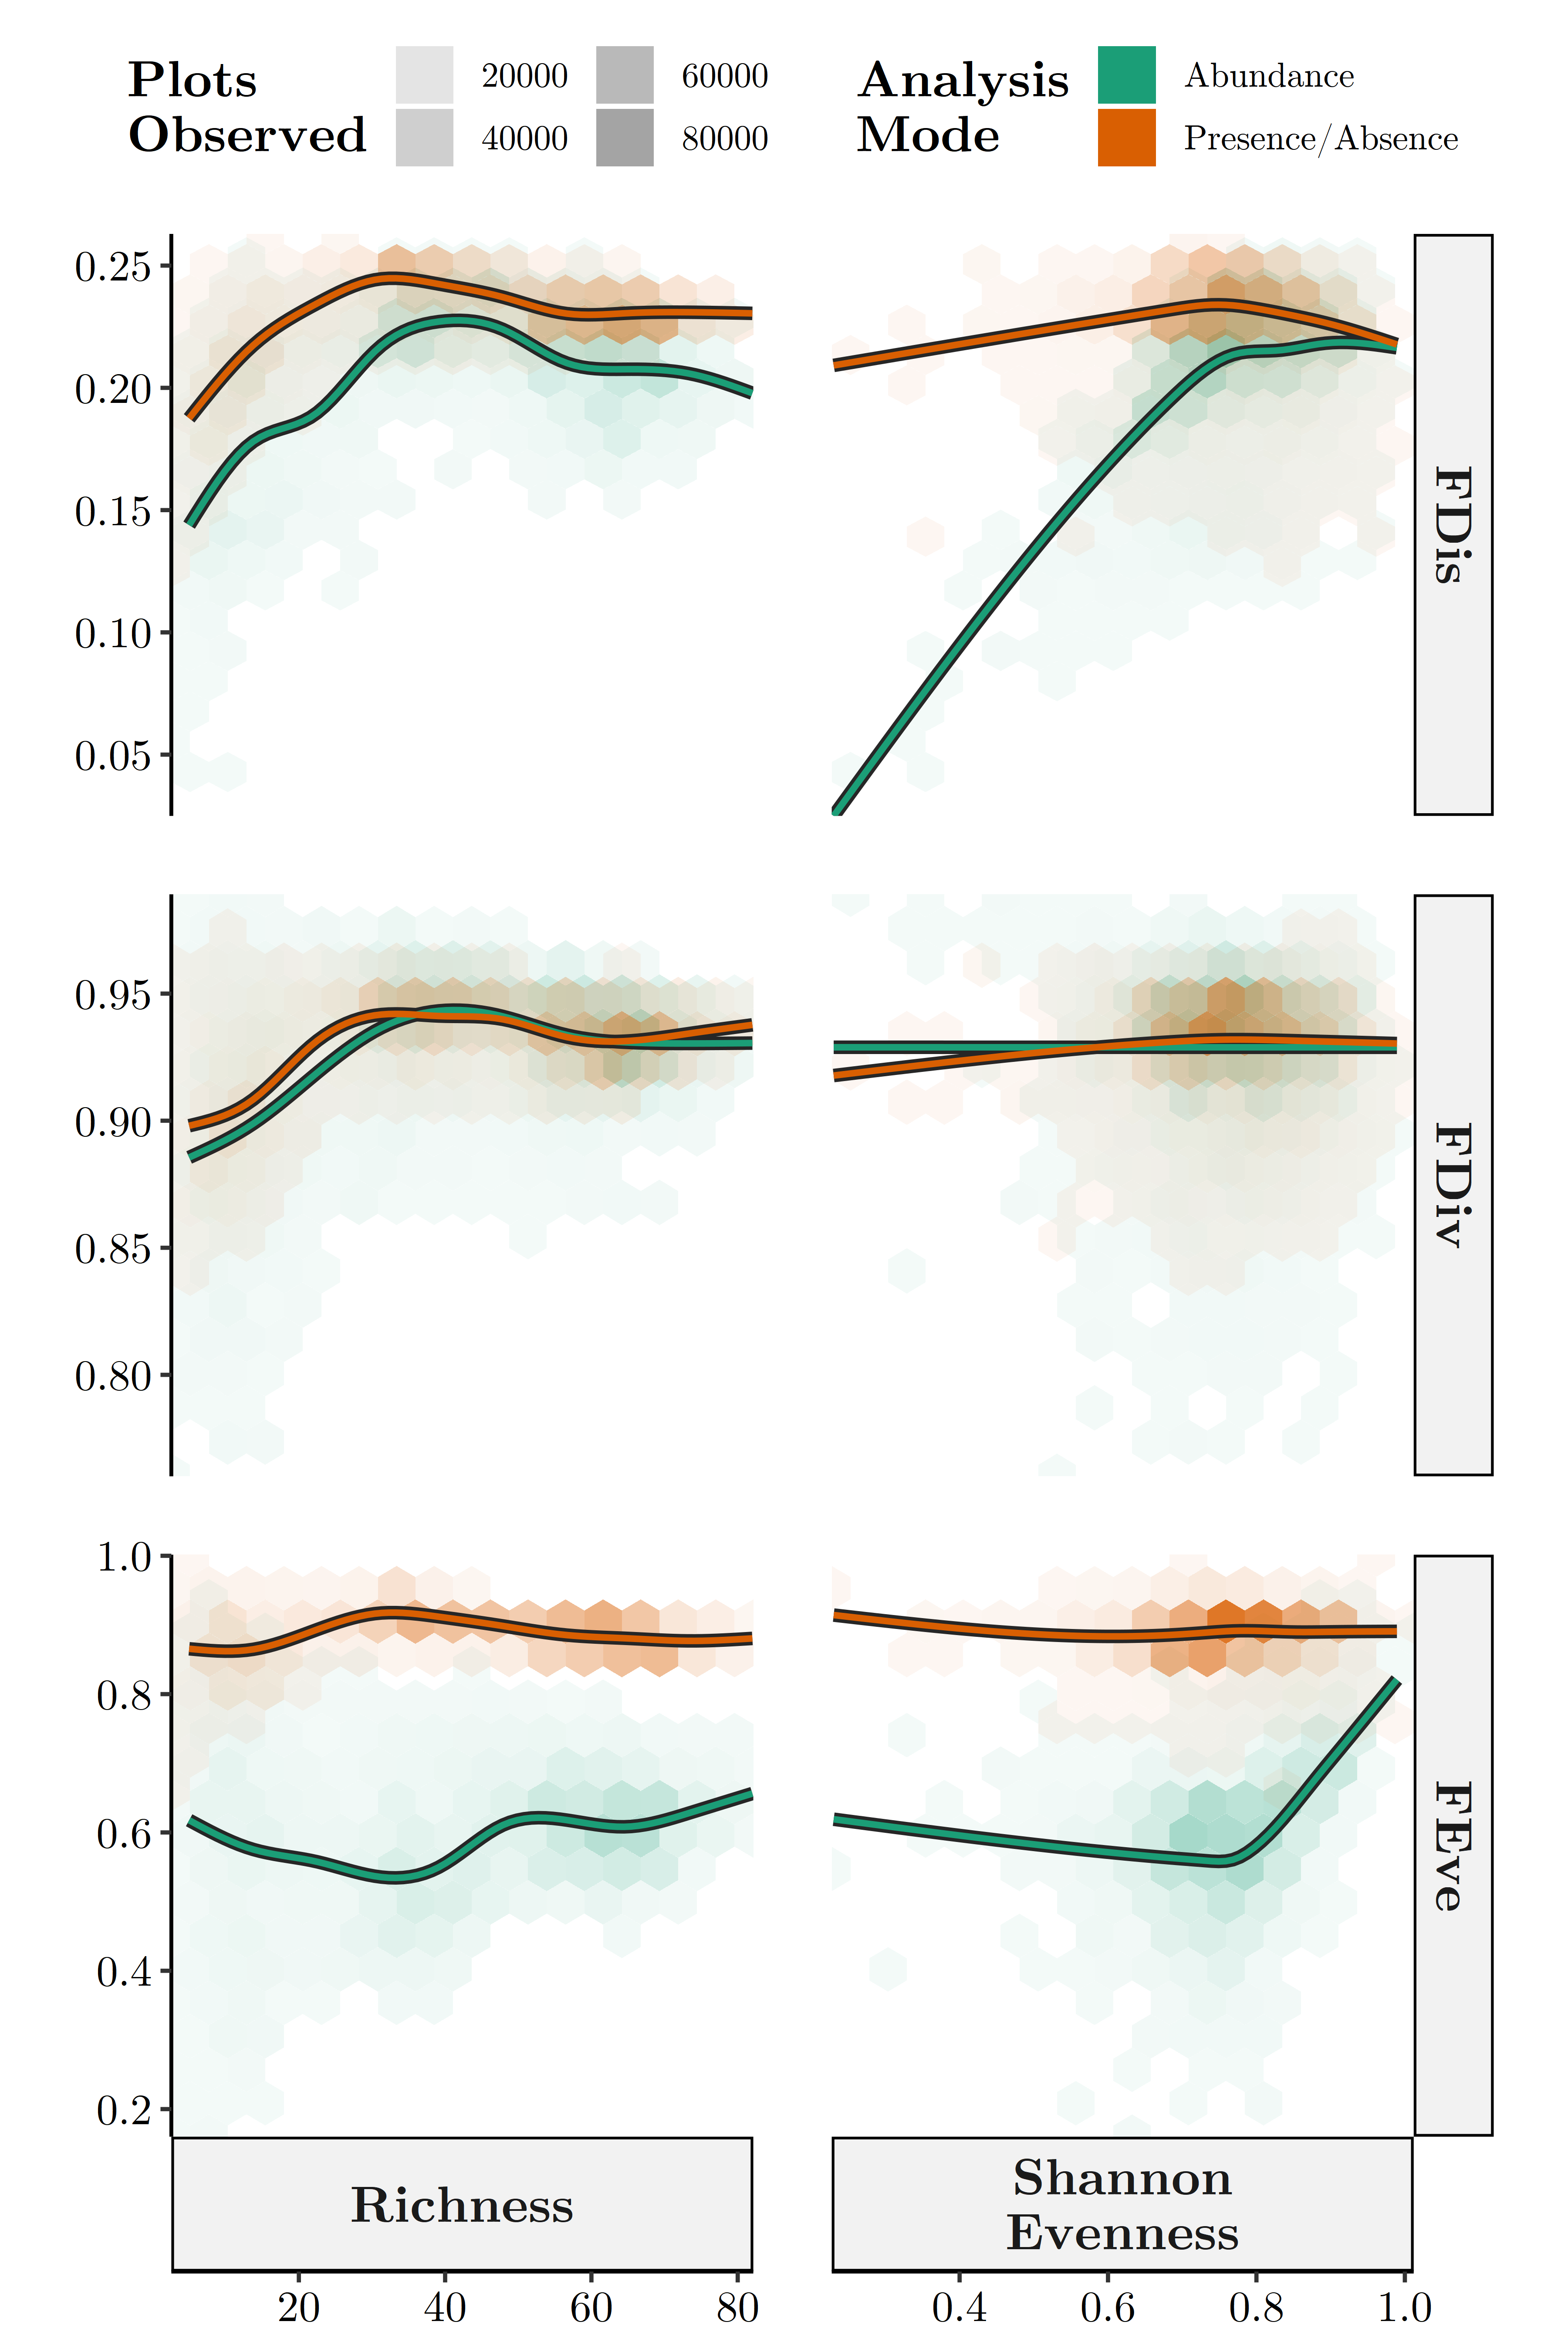 Plots
Observed
20000
60000
40000
80000
Analysis
Mode
Abundance
Presence/Absence
0.25
0.20
0.15
0.10
0.05
FDis
0.95
0.90
0.85
0.80
FDiv
1.0
0.8
0.6
0.4
0.2
FEve
Richness
Shannon
Evenness
20 40 60 80
0.4 0.6 0.8 1.0